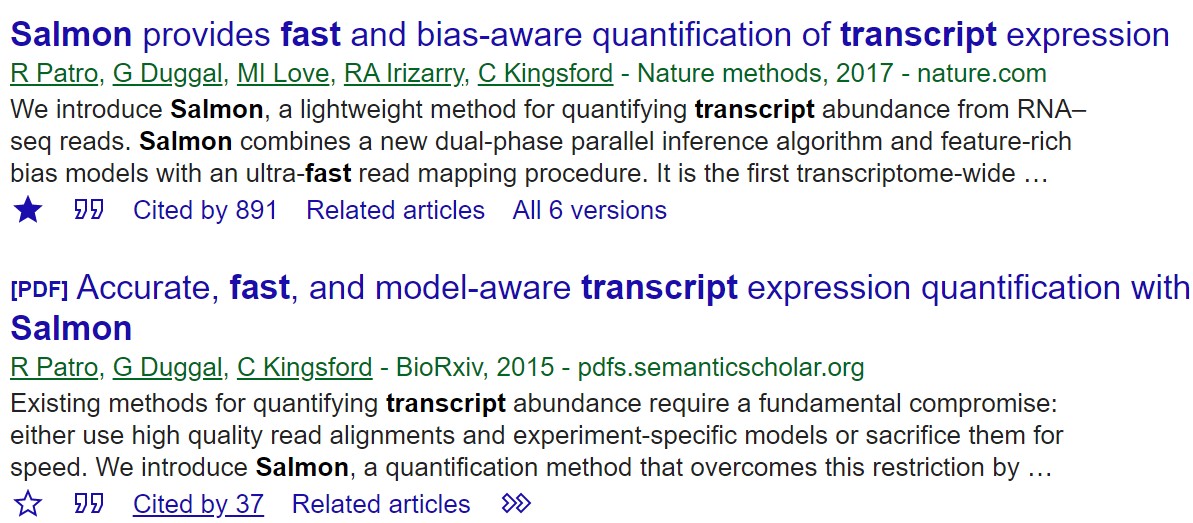 Salmon provides fast and bias-aware quantification of transcript expression
R Patro, G Duggal, MI Love, RA Irizarry, C Kingsford - Nature methods, 2017 - nature.com
We introduce Salmon, a lightweight method for quantifying transcript abundance from RNA–
seq reads. Salmon combines a new dual-phase parallel inference algorithm and feature-rich
bias models with an ultra-fast read mapping procedure. It is the first transcriptome-wide …
Cited by 891 Related articles All 6 versions
[PDF] Accurate, fast, and model-aware transcript expression quantification with
Salmon
R Patro, G Duggal, C Kingsford - BioRxiv, 2015 - pdfs.semanticscholar.org
Existing methods for quantifying transcript abundance require a fundamental compromise:
either use high quality read alignments and experiment-specific models or sacrifice them for
speed. We introduce Salmon, a quantification method that overcomes this restriction by …
Cited by 37 Related articles